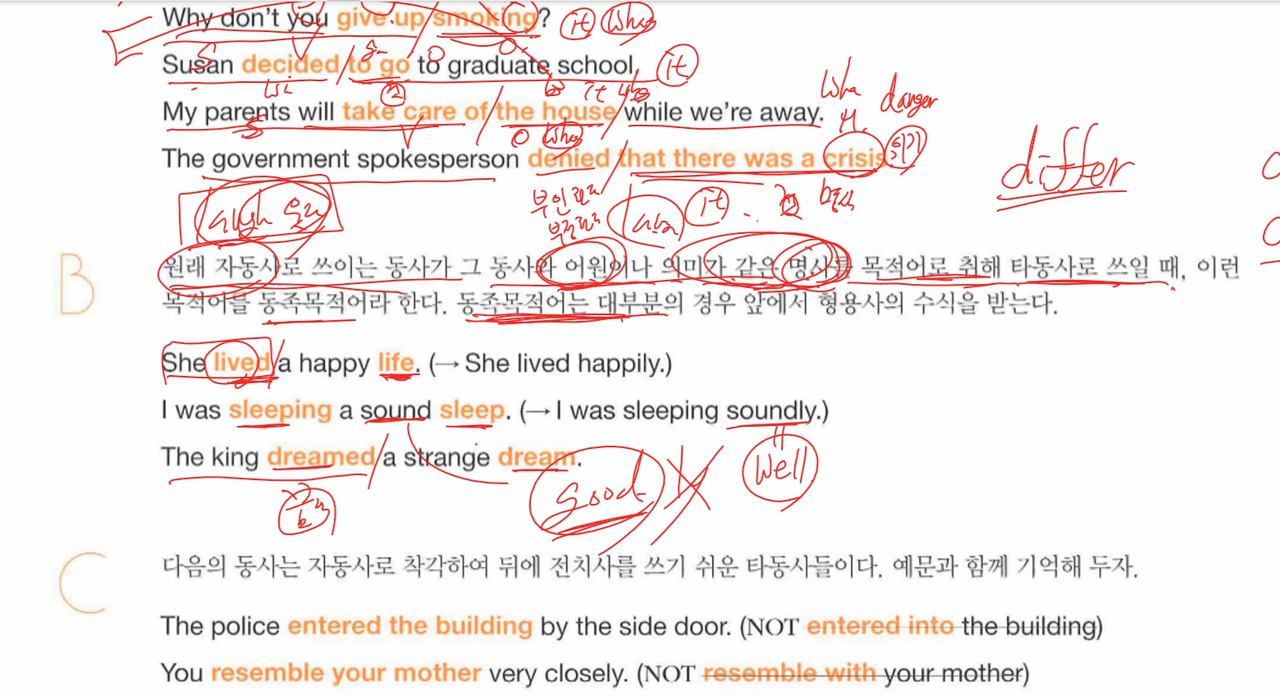 Why don't you give up smoking? it
Susan decided to go to graduate school. it
My parents will take care of the house while we're away.
danger
The government spokesperson denied that there was a crisis
differ
it
B
원래 자동사로 쓰이는 동사가 그 동사와 어원이나 의미가 같은 명사를 목적어로 취해 타동사로 쓰일 때, 이런
목적어를 동족목적어라 한다. 동족목적어는 대부분의 경우 앞에서 형용사의 수식을 받는다.
She lived a happy life. (→ She lived happily.)
I was sleeping a sound sleep. (→ I was sleeping soundly.)
The king dreamed a strange dream.
good
well
C
다음의 동사는 자동사로 착각하여 뒤에 전치사를 쓰기 쉬운 타동사들이다. 예문과 함께 기억해 두자.
The police entered the building by the side door. (NOT entered into the building)
You resemble your mother very closely. (NOT resemble with your mother)